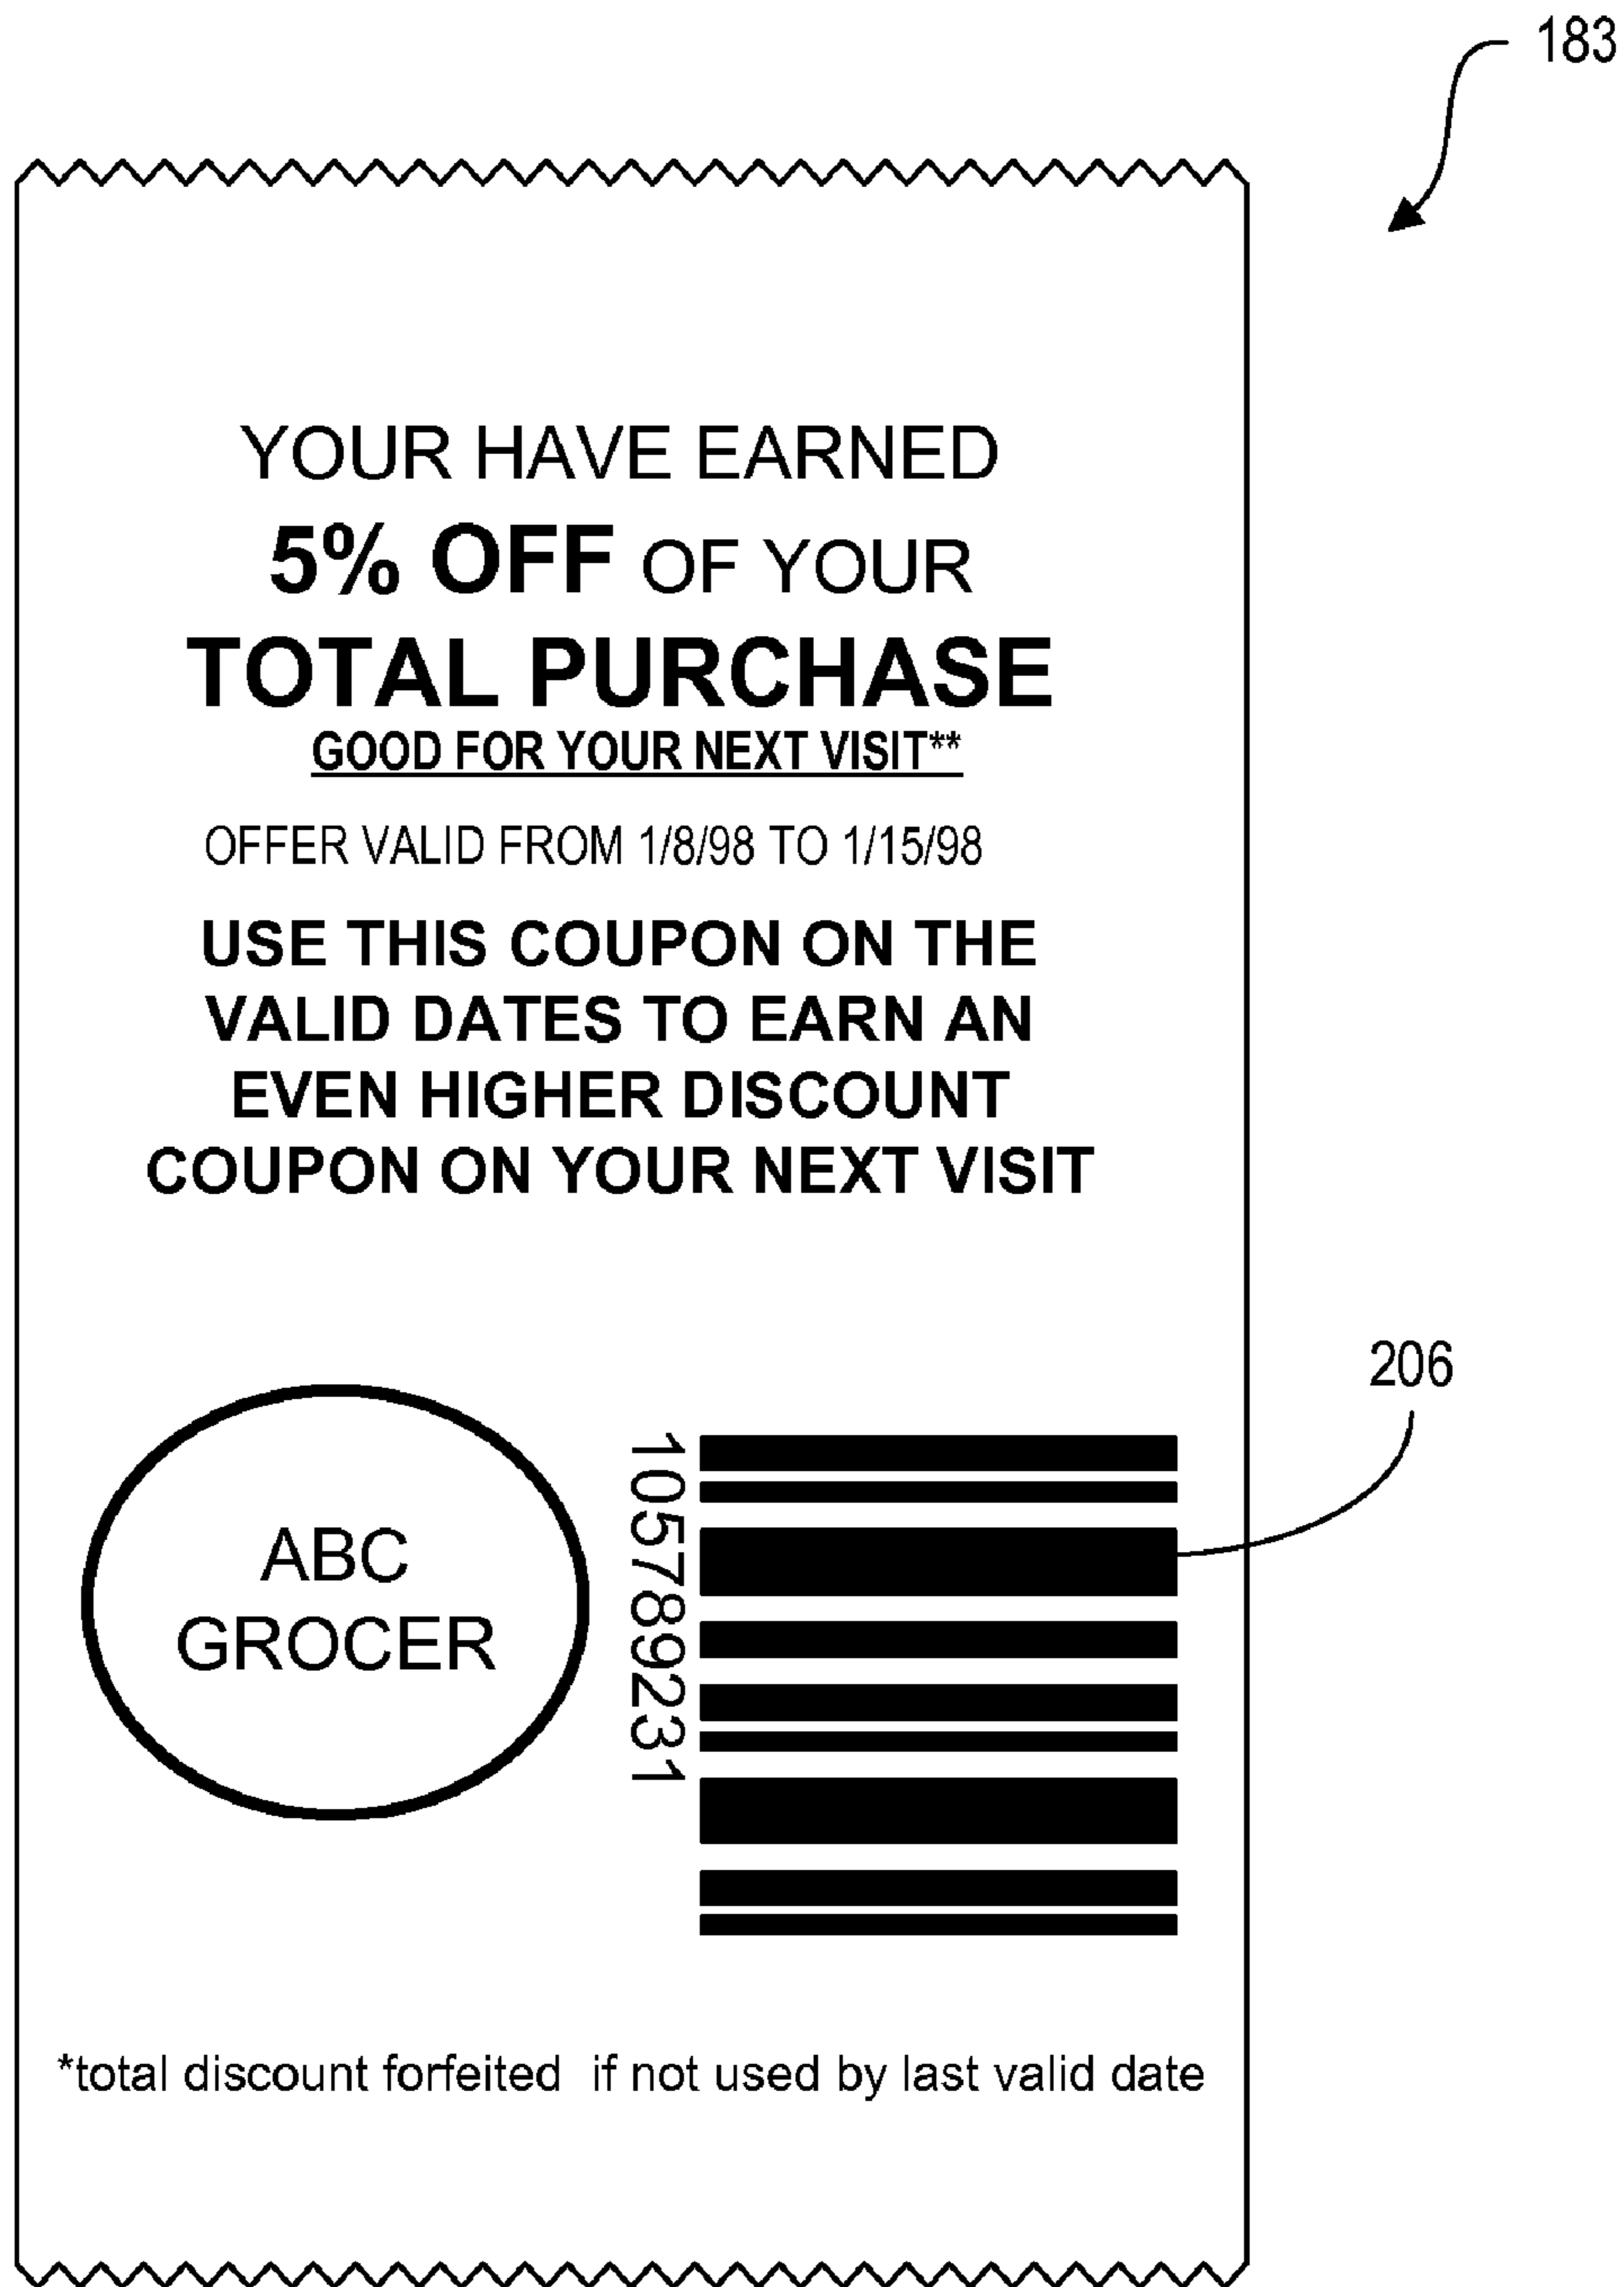 183
YOUR HAVE EARNED
5% OFF OF YOUR
TOTAL PURCHASE
GOOD FOR YOUR NEXT VISIT**
OFFER VALID FROM 1/8/98 TO 1/15/98
USE THIS COUPON ON THE
VALID DATES TO EARN AN
EVEN HIGHER DISCOUNT
COUPON ON YOUR NEXT VISIT
206
ABC
GROCER
105789231
*total discount forfeited if not used by last valid date